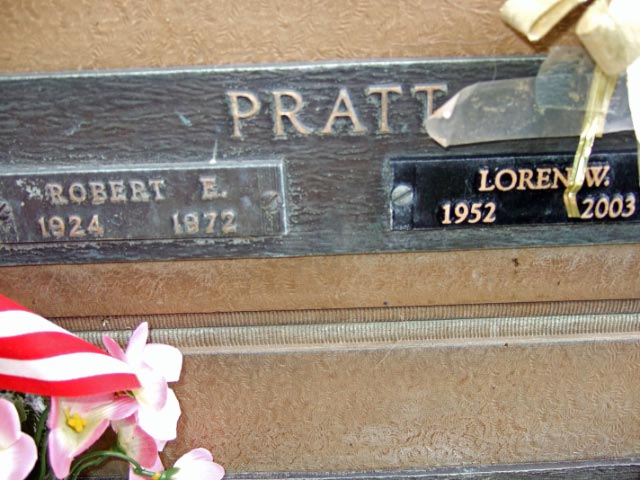 PRATT
ROBERT E.
1924 1972
LOREN W.
1952 2003